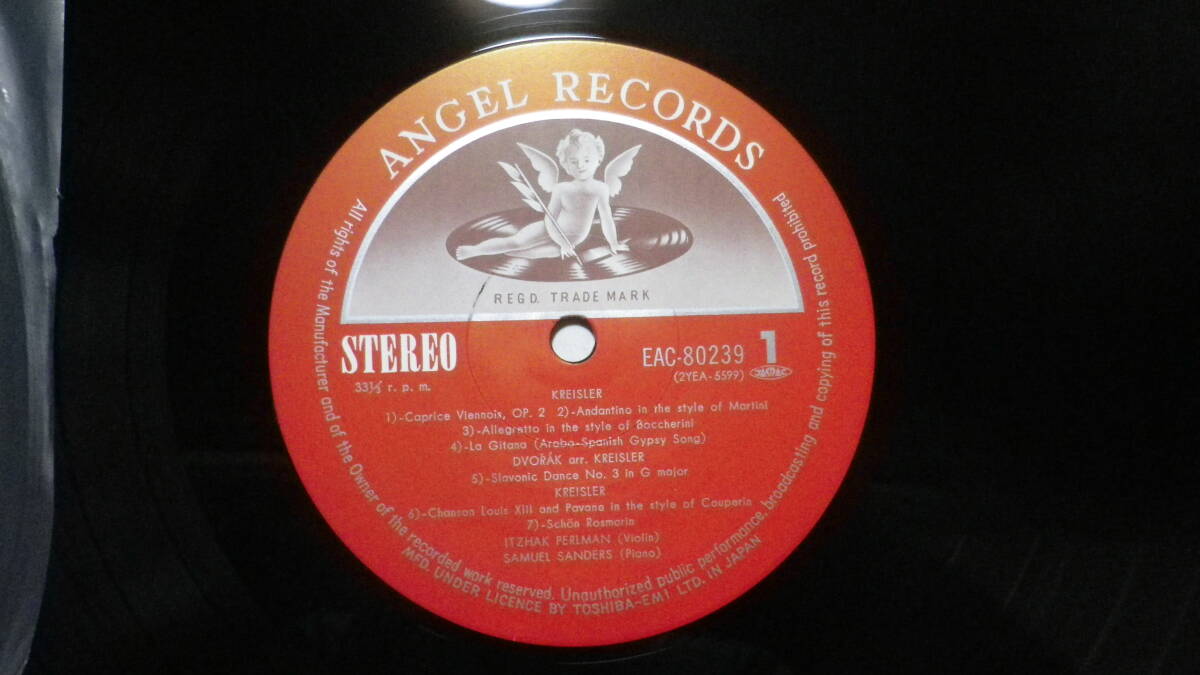 ANGEL RECORDS
REGD. TRADE MARK
STEREO
33⅓ r. p. m.
EAC-80239 1
(2YEA-5599)
KREISLER
1)-Caprice Viennois, OP. 2 2)-Andantino in the style of Martini
3)-Allegretto in the style of Boccherini
4)-La Gitana (Arabo-Spanish Gypsy Song)
DVOŘÁK arr. KREISLER
5)-Slavonic Dance No. 3 in G major
KREISLER
6)-Chanson Louis XIII and Pavane in the style of Couperin
7)-Schön Rosmarin
ITZHAK PERLMAN (Violin)
SAMUEL SANDERS (Piano)
All rights of the Manufacturer and of the Owner of the recorded work reserved. Unauthorized public performance, broadcasting and copying of this record prohibited
MFD. UNDER LICENCE BY TOSHIBA-EMI LTD. IN JAPAN